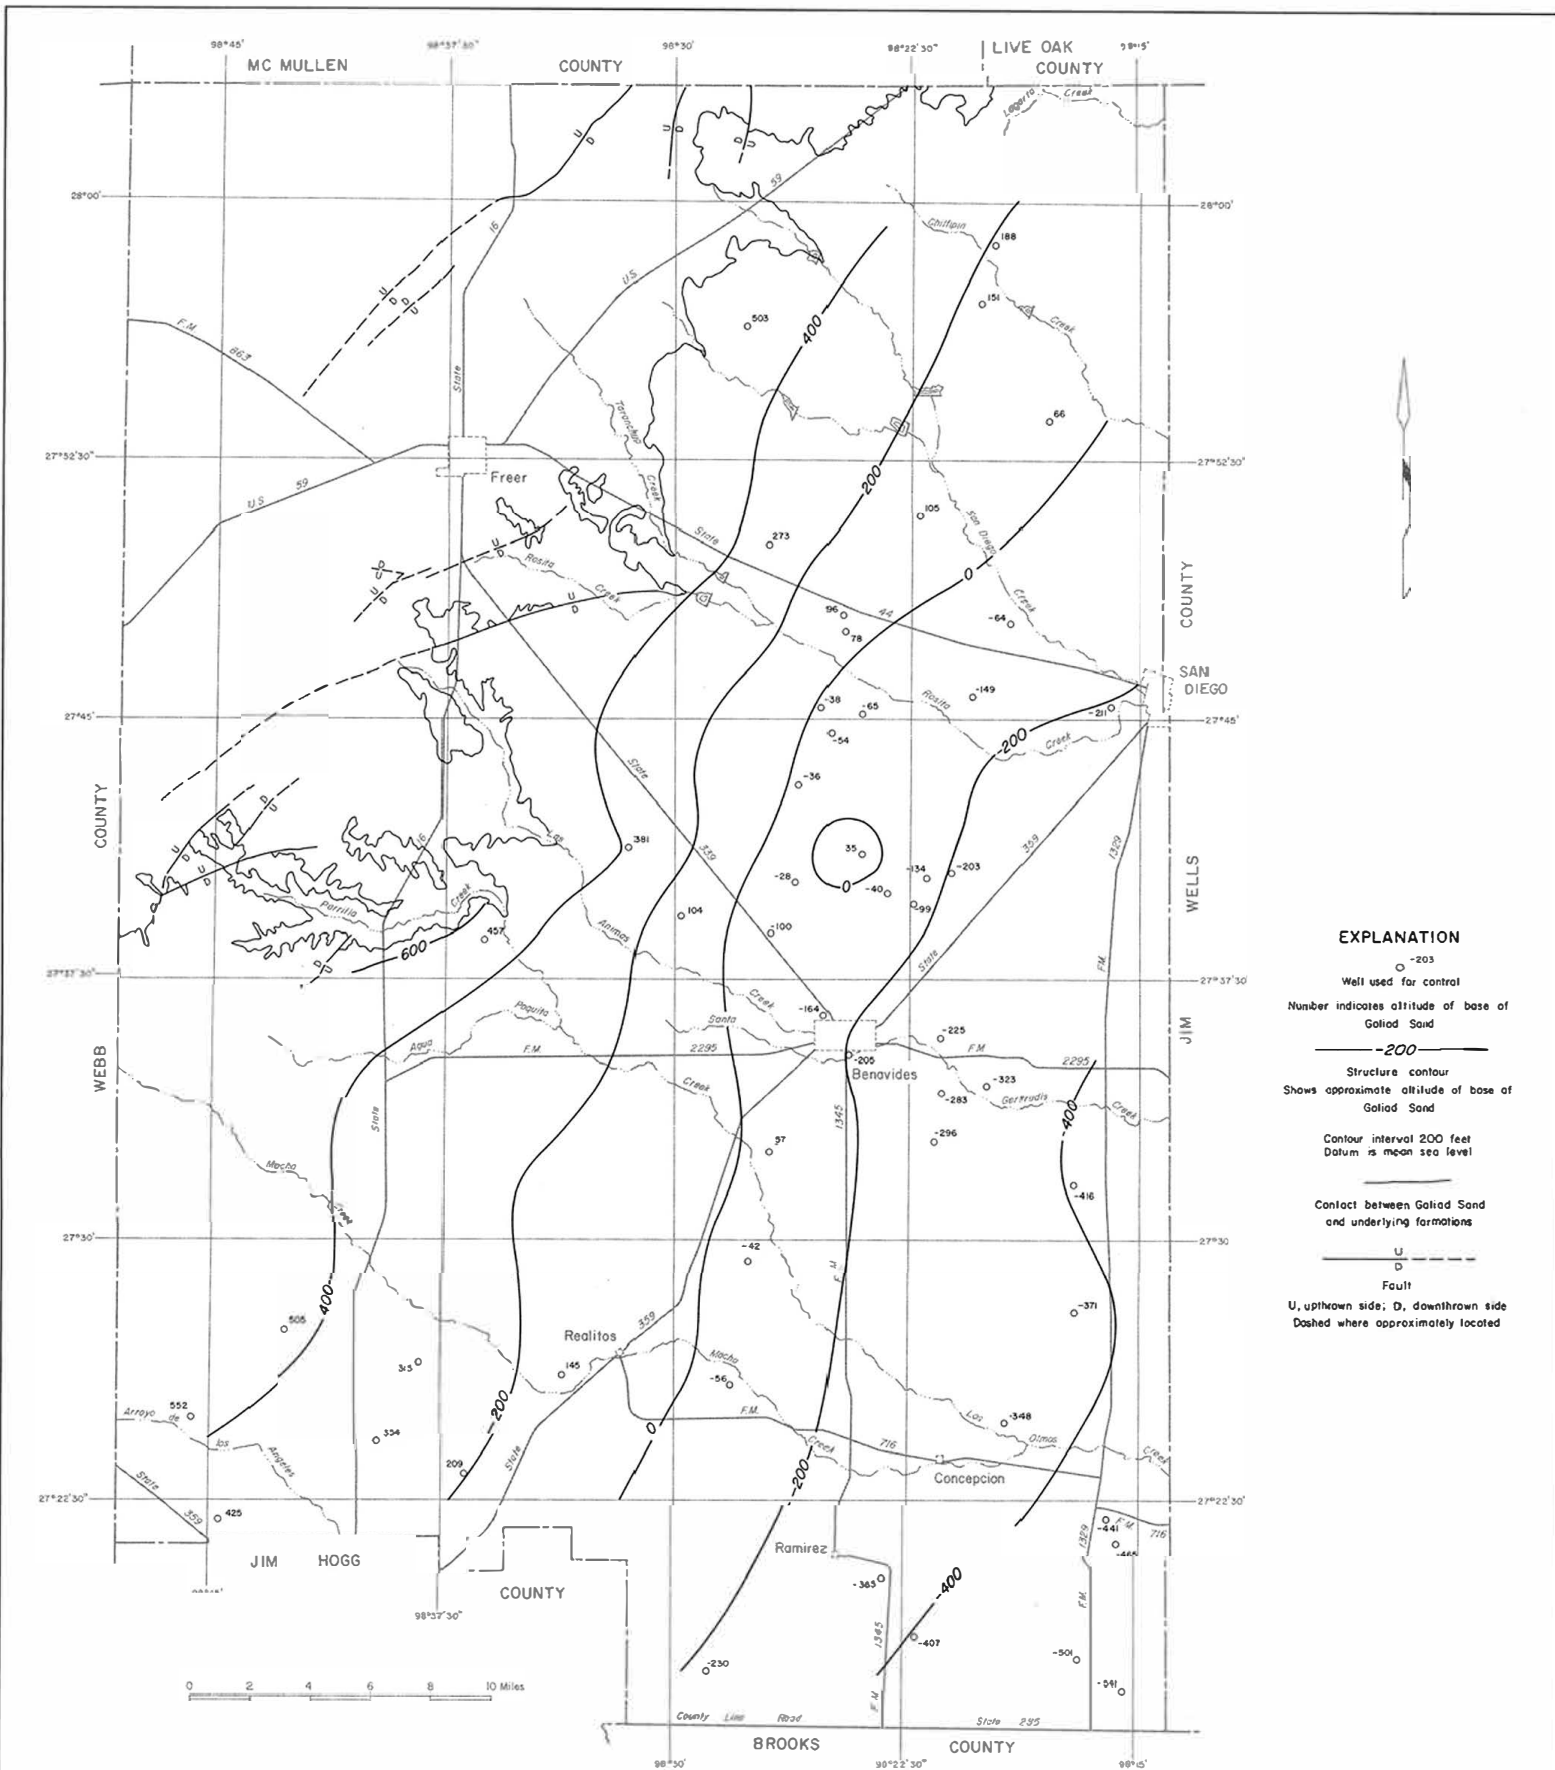 98°45'
98°37'30"
98°30'
98°22'30"
98°15'
MC MULLEN
COUNTY
LIVE OAK
COUNTY
Lagarto
Creek
U
D
U
D
D
U
59
28°00'
28°00'
16
Chiltipin
188
US
U
D
D
U
151
Creek
F.M.
863
503
400
State
Taranchua
66
27°52'30"
27°52'30"
Freer
US
59
Creek
200
105
State
273
San Diego
U
D
Rosita
Creek
0
COUNTY
D
U
U
D
U
D
96
78
44
-64
Creek
SAN
DIEGO
-149
Rosita
-38
-65
-211
27°45'
27°45'
-54
-200
Creek
State
-36
COUNTY
D
U
16
Las
381
339
35
359
1329
U
D
U
D
-134
-203
-28
0
-40
WELLS
Parrilla
Creek
104
-99
-100
457
Animas
600
D
U
State
F.M.
27°37'30"
27°37'30"
Creek
Poquita
-164
Santa
-225
JIM
Agua
F.M.
2295
F.M
2295
-205
Benavides
WEBB
Creek
-323
-283
Gertrudis
Creek
State
1345
-400
-296
57
Macha
-416
Creek
27°30'
27°30'
-42
F.M.
400
-371
505
359
Realitos
313
145
Macha
-56
552
Arroyo de
los
Angeles
200
0
F.M.
Las
-348
Olmos
Creek
334
Creek
716
State
209
Concepcion
-200
State
359
27°22'30"
27°22'30"
425
-441
F.M.
716
1329
-465
JIM HOGG
COUNTY
Ramirez
-363
-400
98°37'30"
1345
-407
F.M.
-501
-230
-541
0 2 4 6 8 10 Miles
F.M
County Line Road
State 285
BROOKS
COUNTY
98°30'
98°22'30"
98°15'
EXPLANATION
-203
Well used for control
Number indicates altitude of base of
Goliad Sand
-200
Structure contour
Shows approximate altitude of base of
Goliad Sand
Contour interval 200 feet
Datum is mean sea level
Contact between Goliad Sand
and underlying formations
U
D
Fault
U, upthrown side; D, downthrown side
Dashed where approximately located